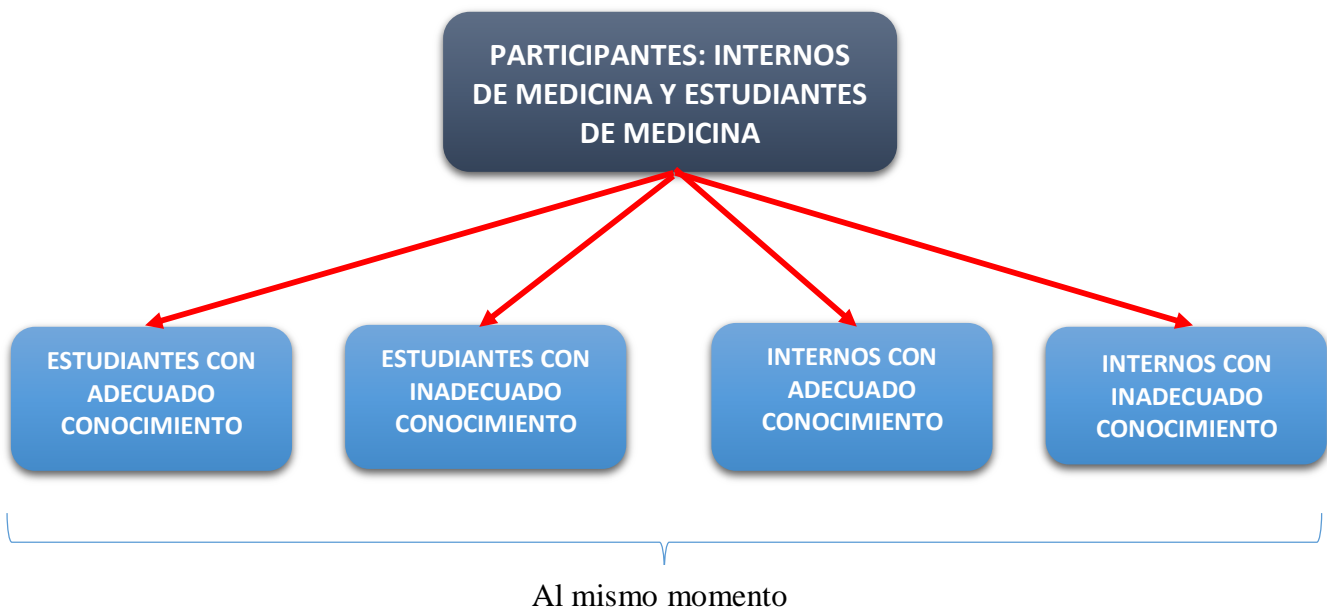 PARTICIPANTES: INTERNOS
DE MEDICINA Y ESTUDIANTES
DE MEDICINA
ESTUDIANTES CON
ADECUADO
CONOCIMIENTO
ESTUDIANTES CON
INADECUADO
CONOCIMIENTO
INTERNOS CON
ADECUADO
CONOCIMIENTO
INTERNOS CON
INADECUADO
CONOCIMIENTO
Al mismo momento